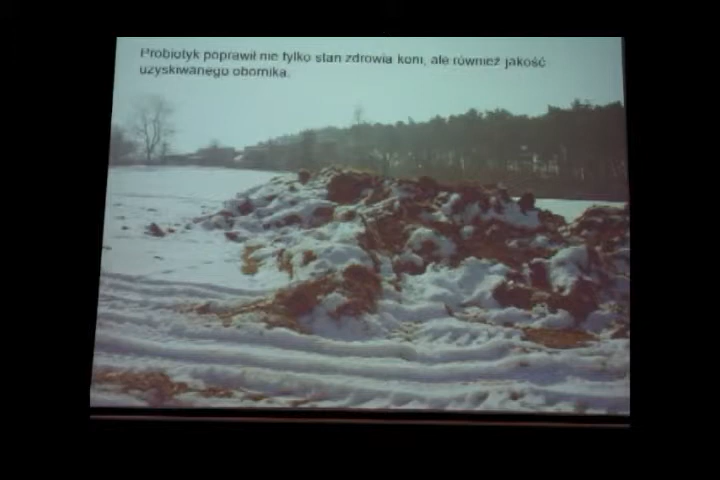 Probiotyk poprawił nie tylko stan zdrowia koni, ale również jakość
uzyskiwanego obornika.